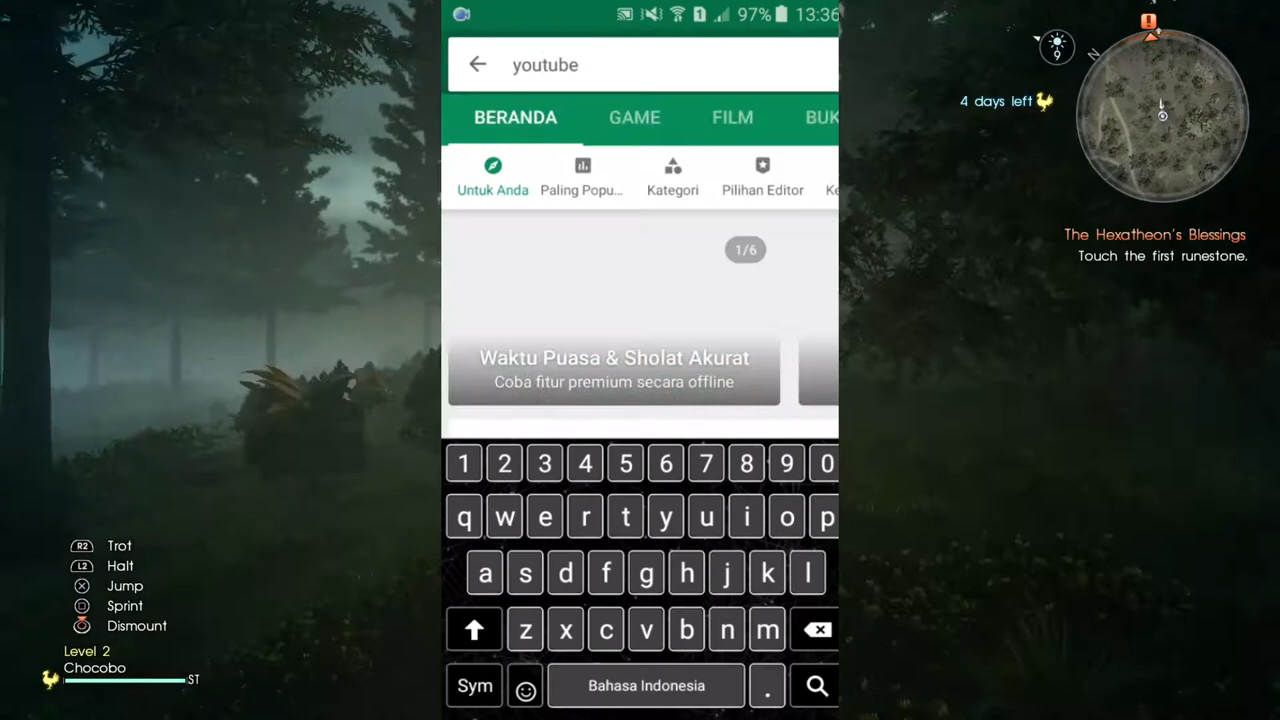 97% 13:36
youtube
BERANDA GAME FILM BUK
Untuk Anda Paling Popu... Kategori Pilihan Editor Ke
1/6
Waktu Puasa & Sholat Akurat
Coba fitur premium secara offline
1 2 3 4 5 6 7 8 9 0
q w e r t y u i o p
a s d f g h j k l
z x c v b n m
Sym Bahasa Indonesia .
9
N
4 days left
The Hexatheon's Blessings
Touch the first runestone.
R2 Trot
L2 Halt
Jump
Sprint
Dismount
Level 2
Chocobo
ST